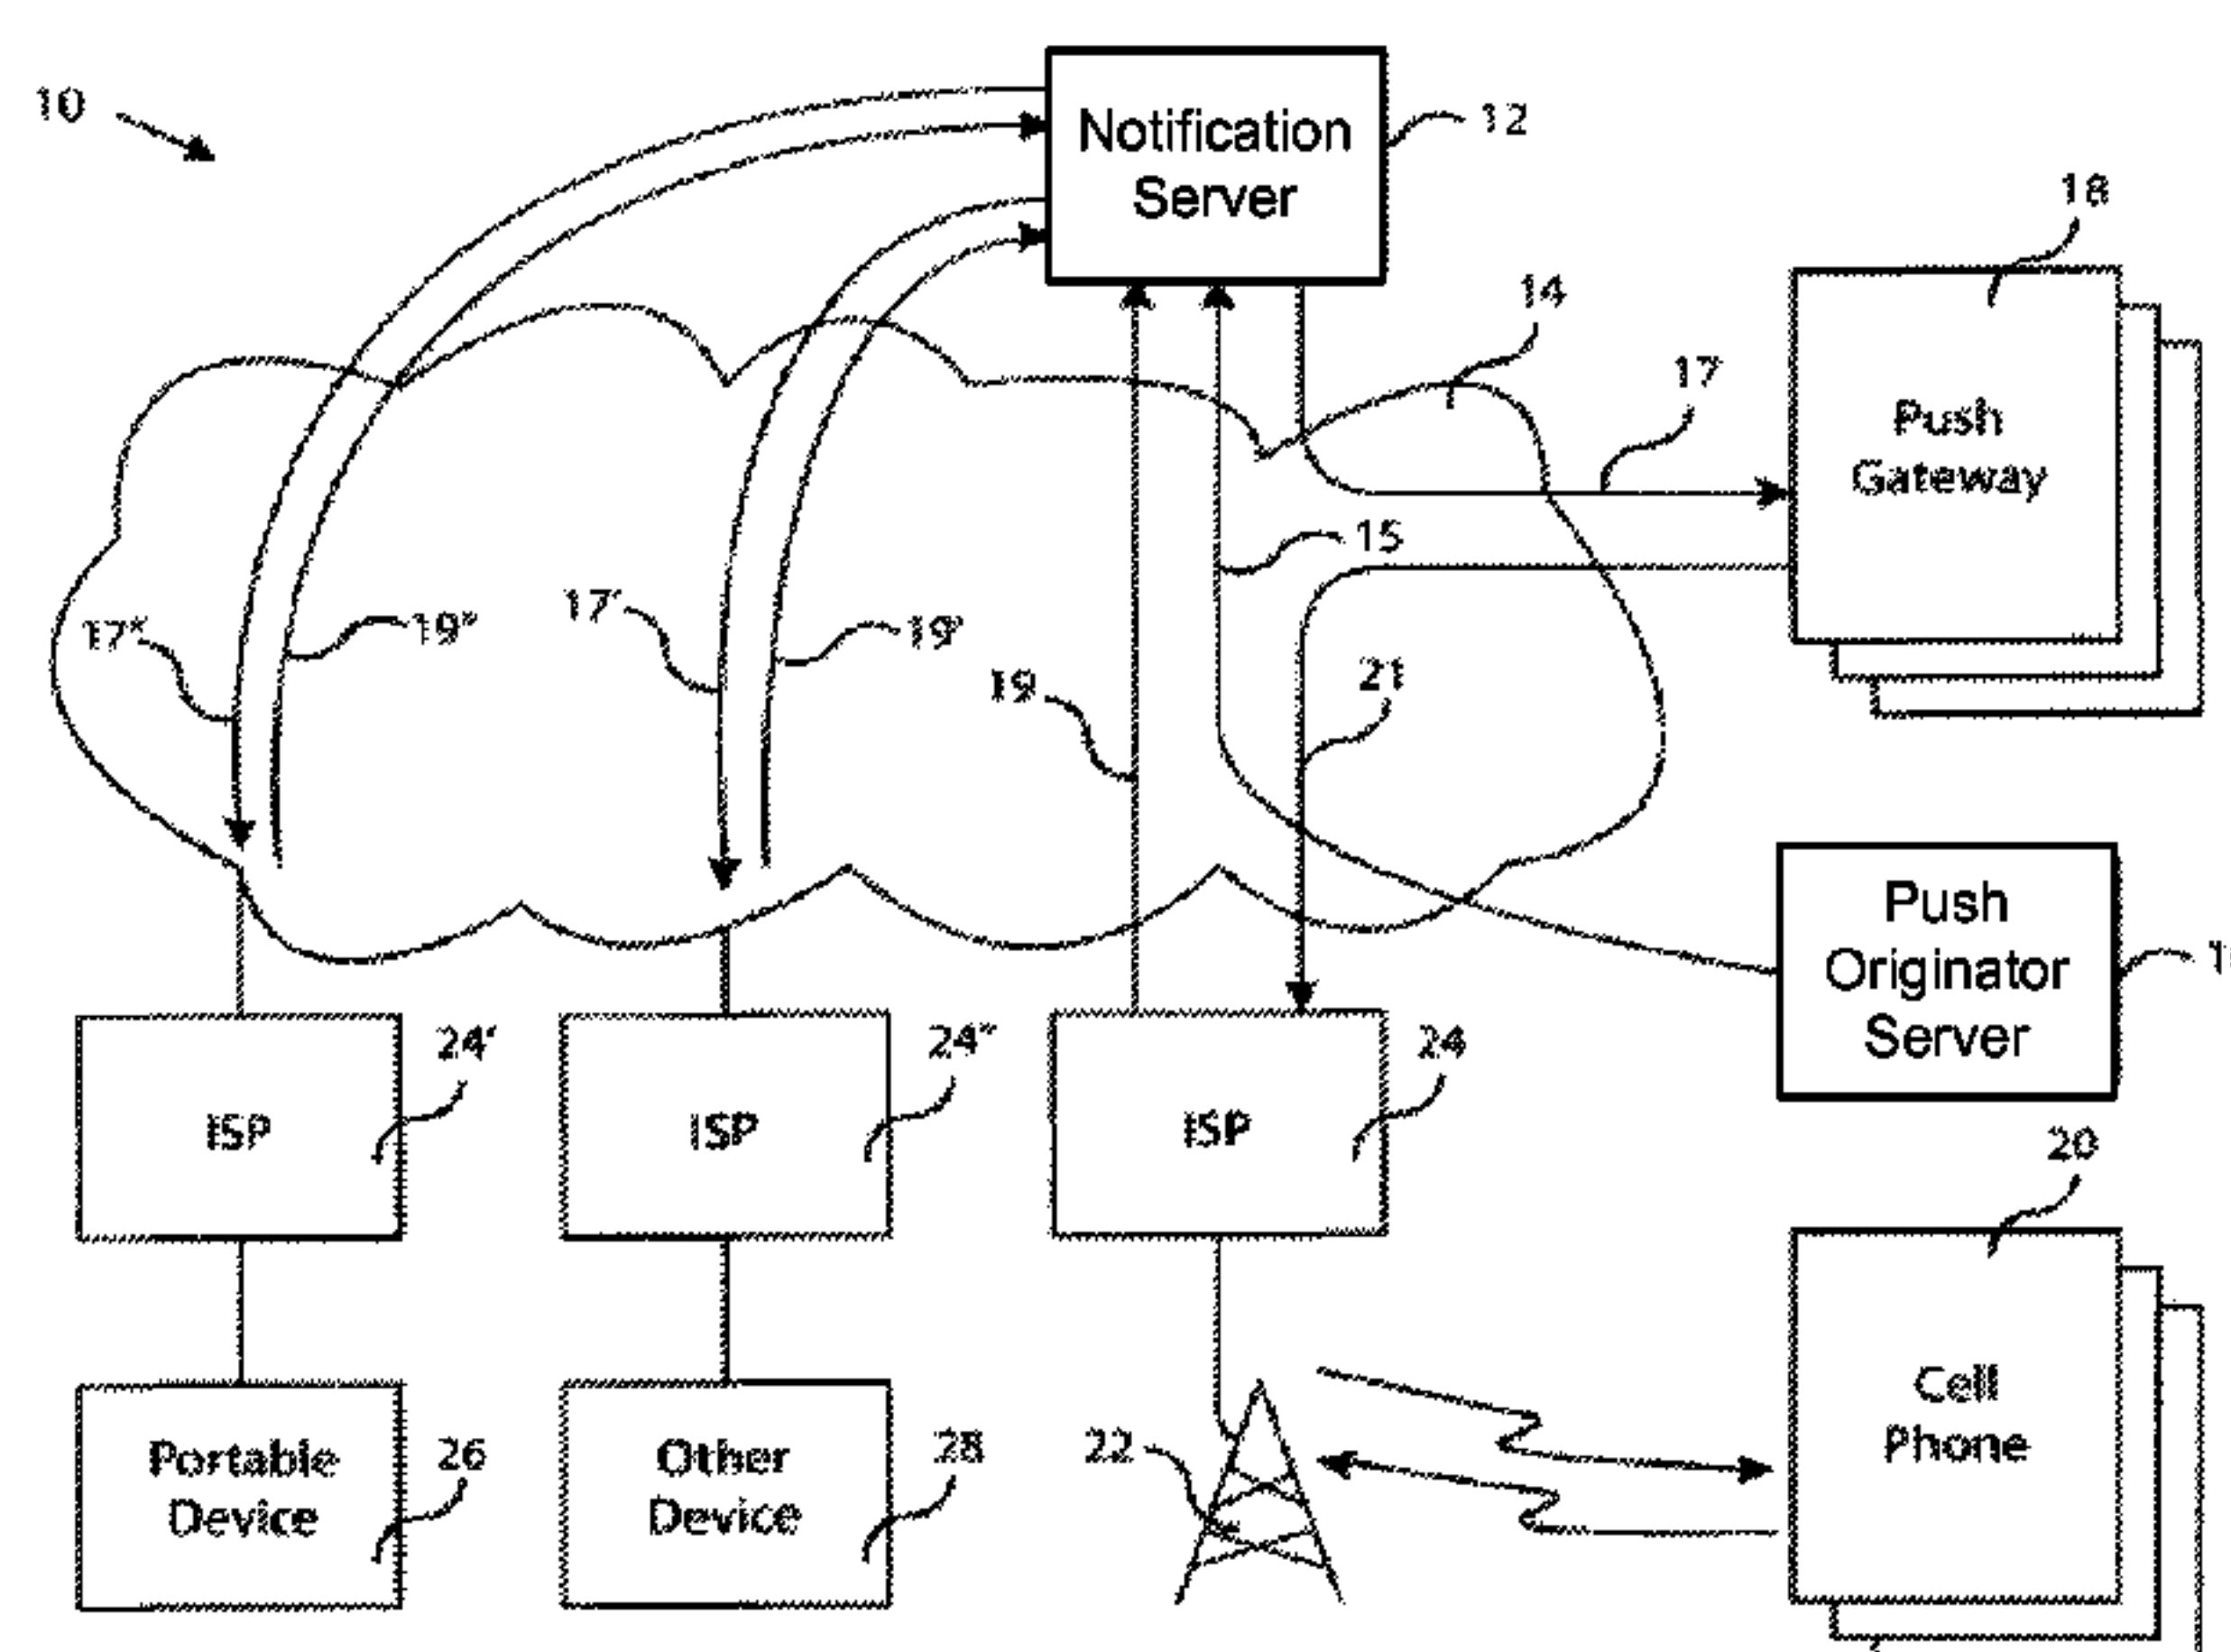 10
Notification
Server
12
18
14
17
Push
Gateway
15
17"
19"
17'
19'
19
21
Push
Originator
Server
24'
24"
24
ISP
ISP
ISP
20
Portable
Device
26
Other
Device
28
22
Cell
Phone